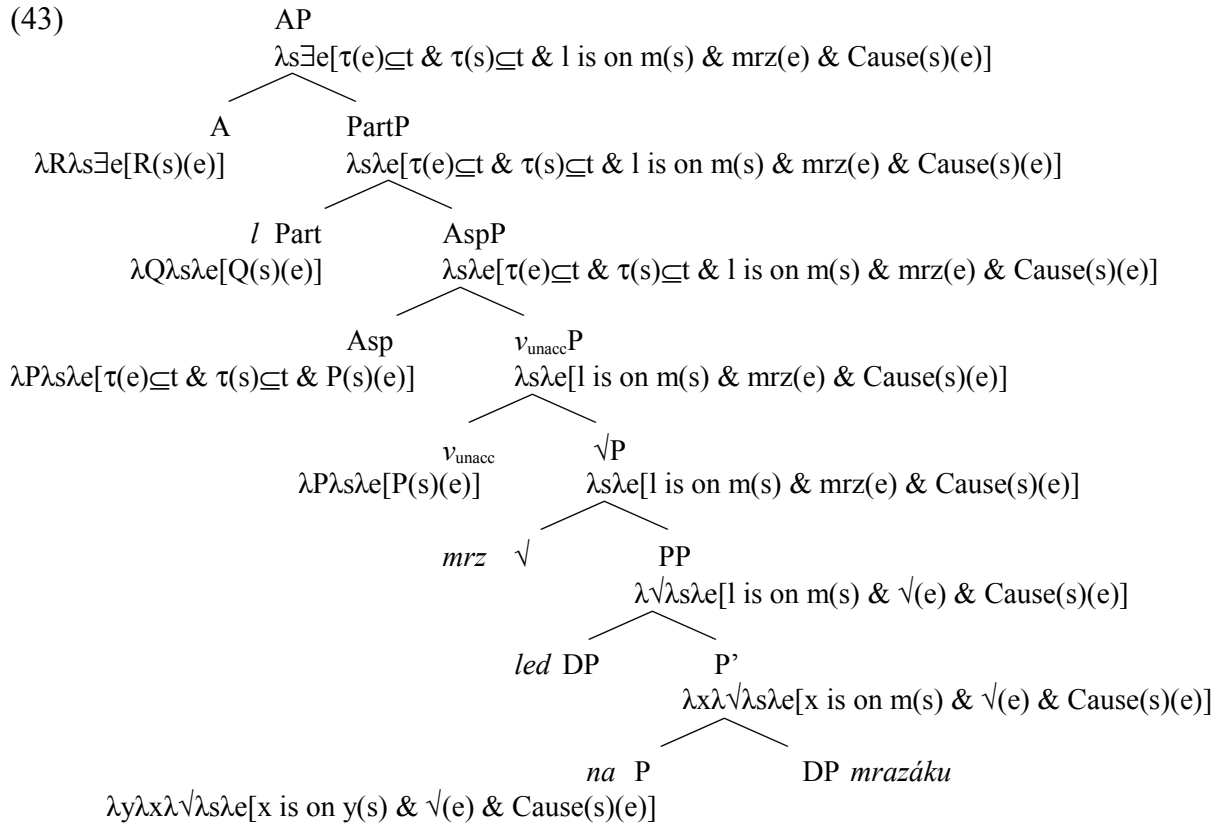 (43) AP
λs∃e[τ(e)⊆t & τ(s)⊆t & l is on m(s) & mrz(e) & Cause(s)(e)]
A PartP
λRλs∃e[R(s)(e)] λsλe[τ(e)⊆t & τ(s)⊆t & l is on m(s) & mrz(e) & Cause(s)(e)]
l Part AspP
λQλsλe[Q(s)(e)] λsλe[τ(e)⊆t & τ(s)⊆t & l is on m(s) & mrz(e) & Cause(s)(e)]
Asp vunaccP
λPλsλe[τ(e)⊆t & τ(s)⊆t & P(s)(e)] λsλe[l is on m(s) & mrz(e) & Cause(s)(e)]
vunacc √P
λPλsλe[P(s)(e)] λsλe[l is on m(s) & mrz(e) & Cause(s)(e)]
mrz √ PP
λ√λsλe[l is on m(s) & √(e) & Cause(s)(e)]
led DP P’
λxλ√λsλe[x is on m(s) & √(e) & Cause(s)(e)]
na P DP mrazáku
λyλxλ√λsλe[x is on y(s) & √(e) & Cause(s)(e)]